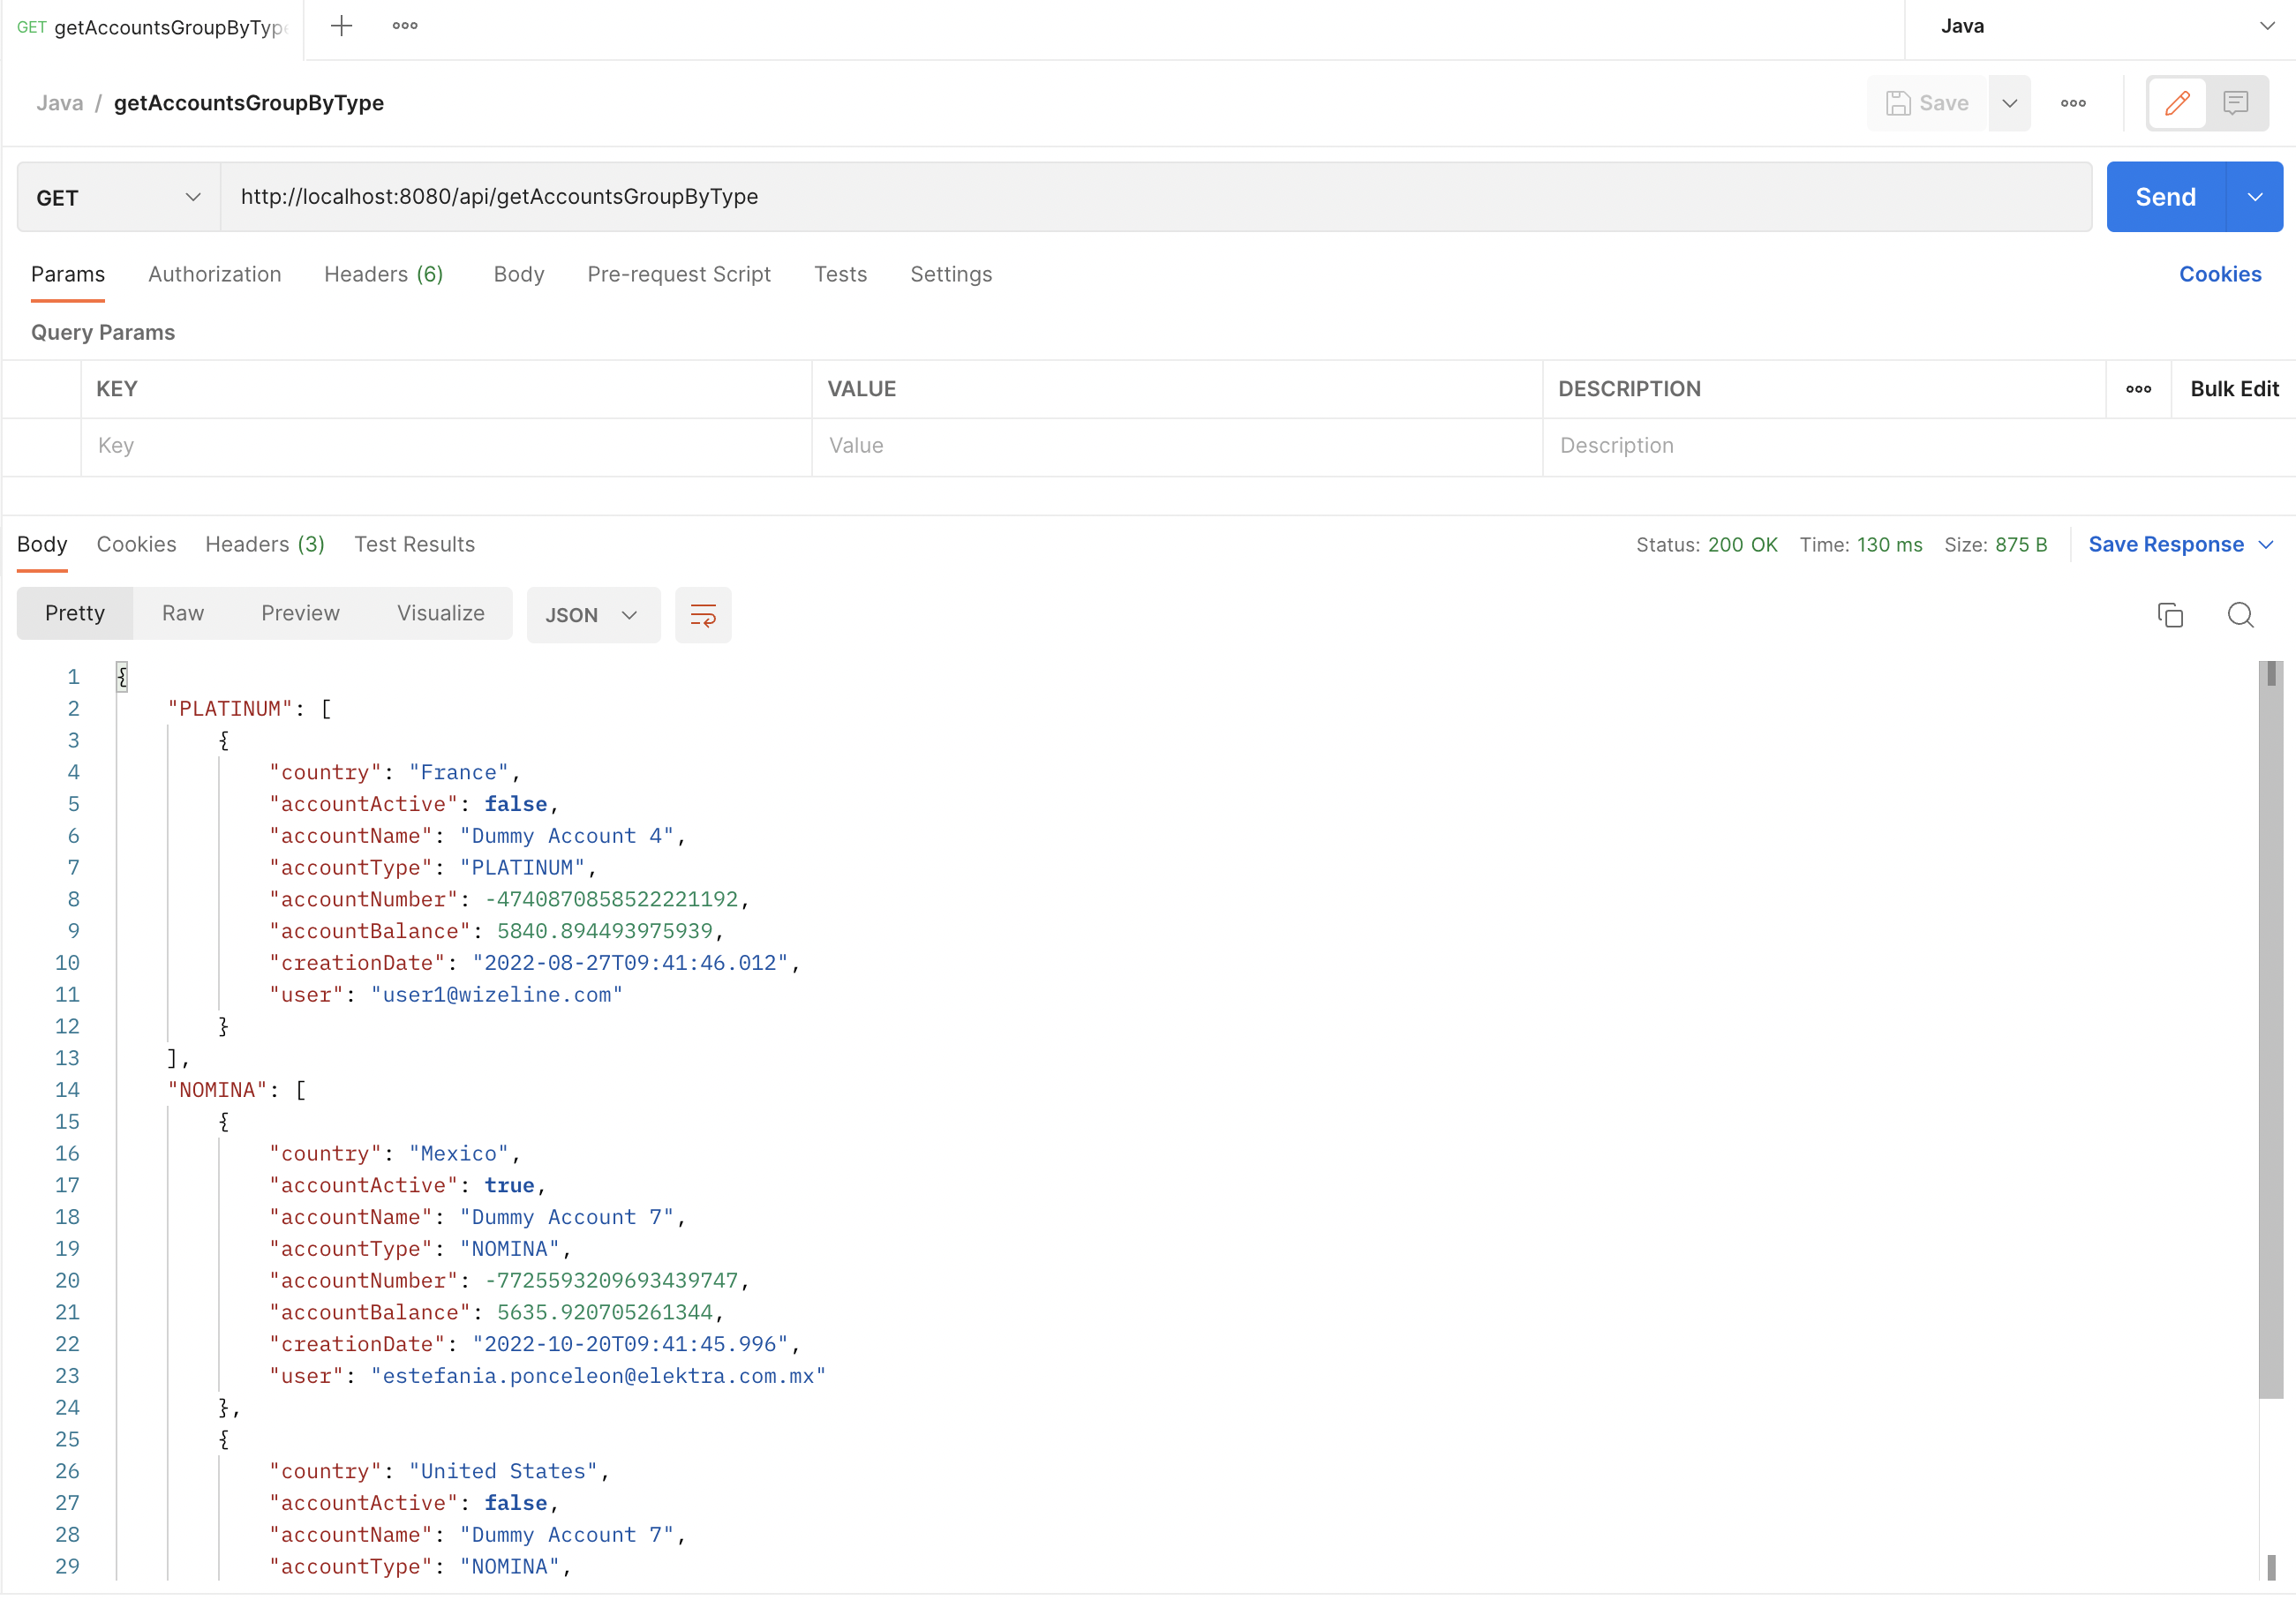 GET getAccountsGroupByType
Java
Java / getAccountsGroupByType
Save
GET http://localhost:8080/api/getAccountsGroupByType Send
Params Authorization Headers (6) Body Pre-request Script Tests Settings Cookies
Query Params
KEY VALUE DESCRIPTION Bulk Edit
Key Value Description
Body Cookies Headers (3) Test Results Status: 200 OK Time: 130 ms Size: 875 B Save Response
Pretty Raw Preview Visualize JSON
1 {
2 "PLATINUM": [
3 {
4 "country": "France",
5 "accountActive": false,
6 "accountName": "Dummy Account 4",
7 "accountType": "PLATINUM",
8 "accountNumber": -4740870858522221192,
9 "accountBalance": 5840.894493975939,
10 "creationDate": "2022-08-27T09:41:46.012",
11 "user": "user1@wizeline.com"
12 }
13 ],
14 "NOMINA": [
15 {
16 "country": "Mexico",
17 "accountActive": true,
18 "accountName": "Dummy Account 7",
19 "accountType": "NOMINA",
20 "accountNumber": -7725593209693439747,
21 "accountBalance": 5635.920705261344,
22 "creationDate": "2022-10-20T09:41:45.996",
23 "user": "estefania.ponceleon@elektra.com.mx"
24 },
25 {
26 "country": "United States",
27 "accountActive": false,
28 "accountName": "Dummy Account 7",
29 "accountType": "NOMINA",